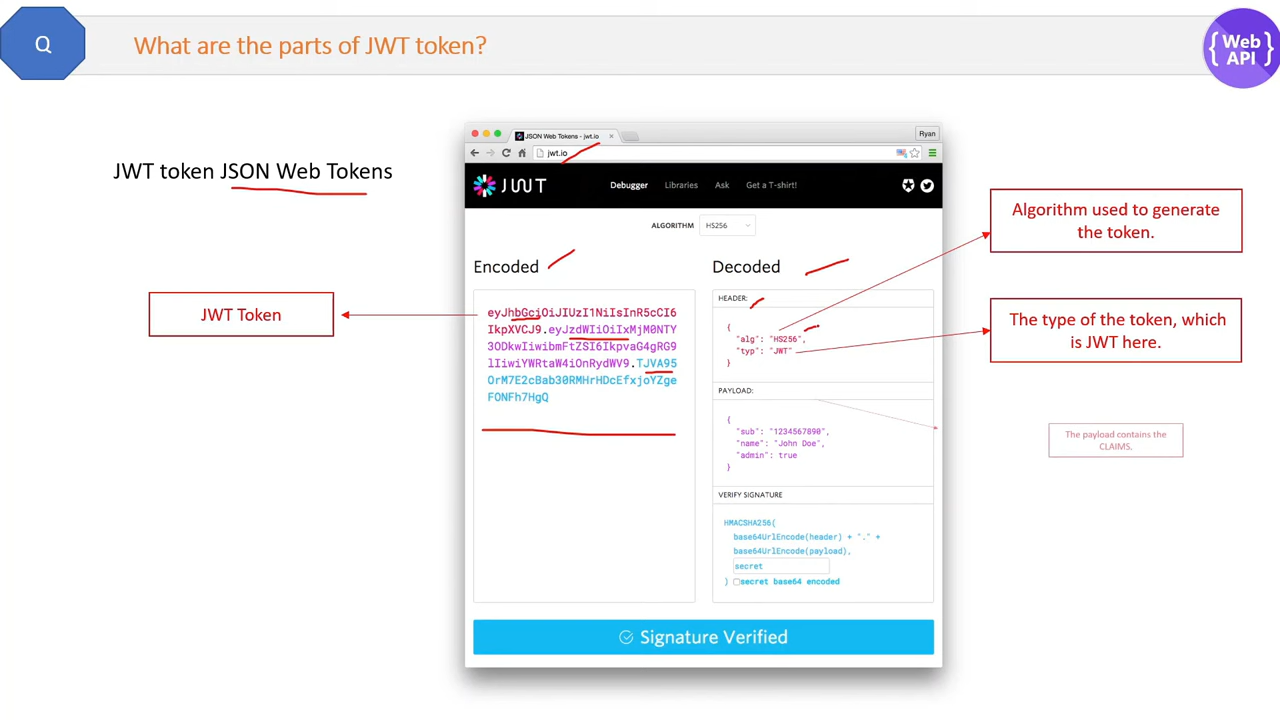 Q
What are the parts of JWT token?
{ Web API }
JWT token JSON Web Tokens
JSON Web Tokens - jwt.io
Ryan
jwt.io
JWT
Debugger Libraries Ask Get a T-shirt!
ALGORITHM HS256
Encoded
eyJhbGciOiJIUzI1NiIsInR5cCI6
IkpXVCJ9.eyJzdWIiOiIxMjM0NTY
3ODkwIiwibmFtZSI6IkpvaG4gRG9
lIiwiYWRtaW4iOnRydWV9.TJVA95
OrM7E2cBab30RMHrHDcEfxjoYZge
FONFh7HgQ
Decoded
HEADER:
{
"alg": "HS256",
"typ": "JWT"
}
PAYLOAD:
{
"sub": "1234567890",
"name": "John Doe",
"admin": true
}
VERIFY SIGNATURE
HMACSHA256(
base64UrlEncode(header) + "." +
base64UrlEncode(payload),
secret
) secret base64 encoded
Signature Verified
JWT Token
Algorithm used to generate
the token.
The type of the token, which
is JWT here.
The payload contains the
CLAIMS.